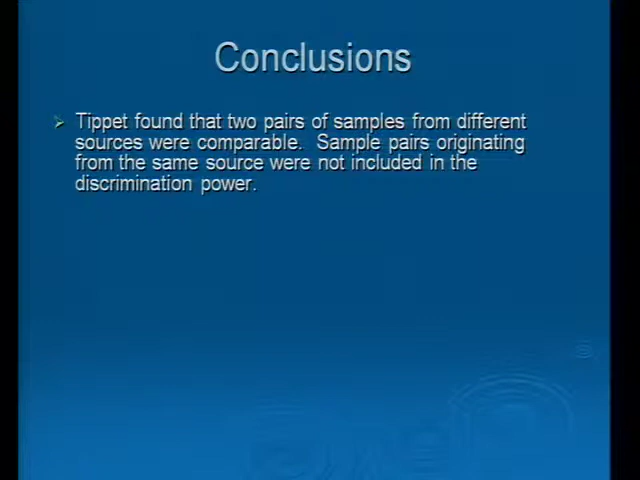 Conclusions
Tippet found that two pairs of samples from different
sources were comparable. Sample pairs originating
from the same source were not included in the
discrimination power.